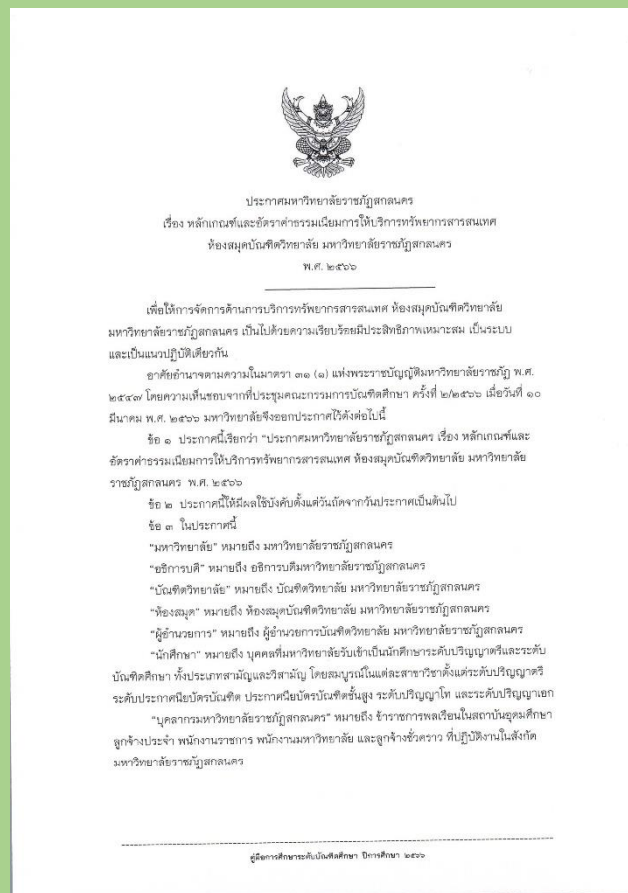 ประกาศมหาวิทยาลัยราชภัฏสกลนคร
เรื่อง หลักเกณฑ์และอัตราค่าธรรมเนียมการให้บริการทรัพยากรสารสนเทศ
ห้องสมุดบัณฑิตวิทยาลัย มหาวิทยาลัยราชภัฏสกลนคร
พ.ศ. ๒๕๖๖
เพื่อให้การจัดการด้านการบริการทรัพยากรสารสนเทศ ห้องสมุดบัณฑิตวิทยาลัย
มหาวิทยาลัยราชภัฏสกลนคร เป็นไปด้วยความเรียบร้อยมีประสิทธิภาพเหมาะสม เป็นระบบ
และเป็นแนวปฏิบัติเดียวกัน
อาศัยอำนาจตามความในมาตรา ๓๑ (๑) แห่งพระราชบัญญัติมหาวิทยาลัยราชภัฏ พ.ศ.
๒๕๔๗ โดยความเห็นชอบจากที่ประชุมคณะกรรมการบัณฑิตศึกษา ครั้งที่ ๒/๒๕๖๖ เมื่อวันที่ ๑๐
มีนาคม พ.ศ. ๒๕๖๖ มหาวิทยาลัยจึงออกประกาศไว้ดังต่อไปนี้
ข้อ ๑ ประกาศนี้เรียกว่า "ประกาศมหาวิทยาลัยราชภัฏสกลนคร เรื่อง หลักเกณฑ์และ
อัตราค่าธรรมเนียมการให้บริการทรัพยากรสารสนเทศ ห้องสมุดบัณฑิตวิทยาลัย มหาวิทยาลัย
ราชภัฏสกลนคร พ.ศ. ๒๕๖๖
ข้อ ๒ ประกาศนี้ให้มีผลใช้บังคับตั้งแต่วันถัดจากวันประกาศเป็นต้นไป
ข้อ ๓ ในประกาศนี้
"มหาวิทยาลัย" หมายถึง มหาวิทยาลัยราชภัฏสกลนคร
"อธิการบดี" หมายถึง อธิการบดีมหาวิทยาลัยราชภัฏสกลนคร
"บัณฑิตวิทยาลัย" หมายถึง บัณฑิตวิทยาลัย มหาวิทยาลัยราชภัฏสกลนคร
"ห้องสมุด" หมายถึง ห้องสมุดบัณฑิตวิทยาลัย มหาวิทยาลัยราชภัฏสกลนคร
"ผู้อำนวยการ" หมายถึง ผู้อำนวยการบัณฑิตวิทยาลัย มหาวิทยาลัยราชภัฏสกลนคร
"นักศึกษา" หมายถึง บุคคลที่มหาวิทยาลัยรับเข้าเป็นนักศึกษาระดับปริญญาตรีและระดับ
บัณฑิตศึกษา ทั้งประเภทสามัญและวิสามัญ โดยสมบูรณ์ในแต่ละสาขาวิชาตั้งแต่ระดับปริญญาตรี
ระดับประกาศนียบัตรบัณฑิต ประกาศนียบัตรบัณฑิตชั้นสูง ระดับปริญญาโท และระดับปริญญาเอก
"บุคลากรมหาวิทยาลัยราชภัฏสกลนคร" หมายถึง ข้าราชการพลเรือนในสถาบันอุดมศึกษา
ลูกจ้างประจำ พนักงานราชการ พนักงานมหาวิทยาลัย และลูกจ้างชั่วคราว ที่ปฏิบัติงานในสังกัด
มหาวิทยาลัยราชภัฏสกลนคร
คู่มือการศึกษาระดับบัณฑิตศึกษา ปีการศึกษา ๒๕๖๖